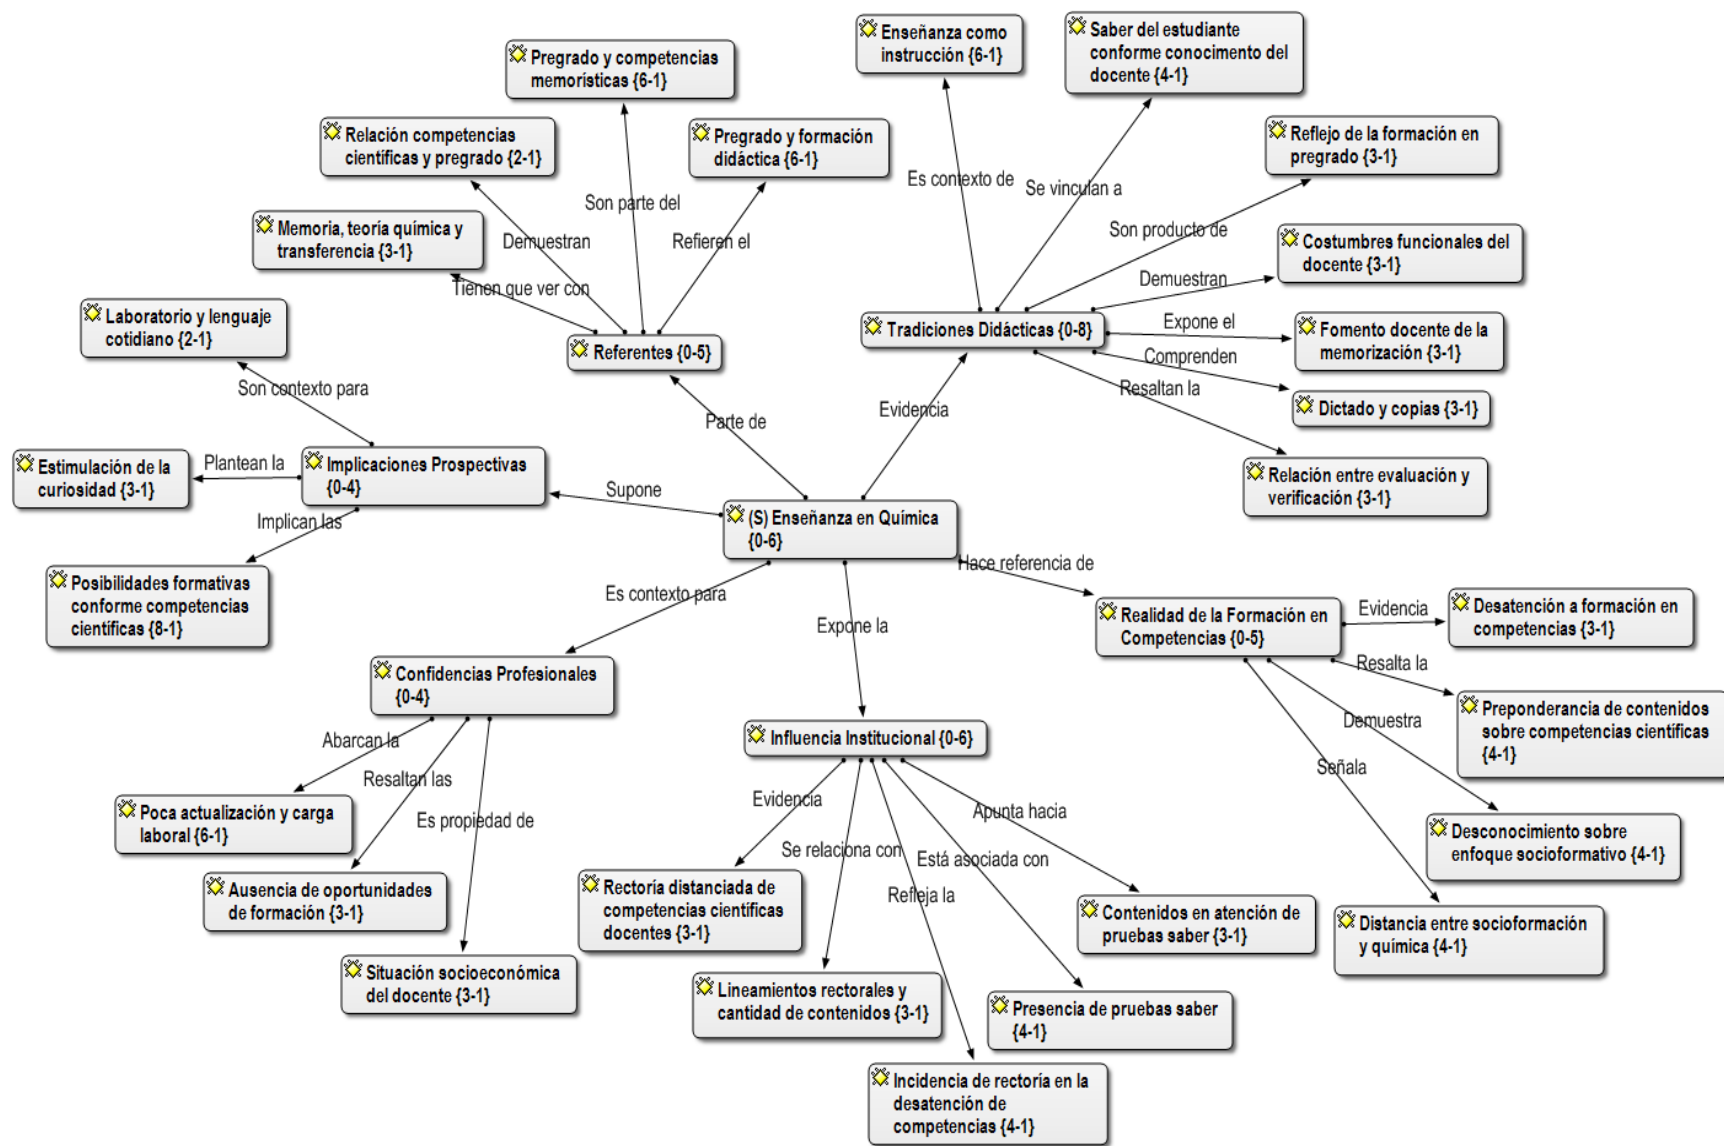 Enseñanza como
instrucción {6-1}
Saber del estudiante
conforme conocimento del
docente {4-1}
Pregrado y competencias
memorísticas {6-1}
Relación competencias
científicas y pregrado {2-1}
Pregrado y formación
didáctica {6-1}
Reflejo de la formación en
pregrado {3-1}
Es contexto de
Se vinculan a
Son parte del
Memoria, teoría química y
transferencia {3-1}
Demuestran
Refieren el
Son producto de
Costumbres funcionales del
docente {3-1}
Tienen que ver con
Demuestran
Laboratorio y lenguaje
cotidiano {2-1}
Referentes {0-5}
Tradiciones Didácticas {0-8}
Expone el
Fomento docente de la
memorización {3-1}
Comprenden
Son contexto para
Resaltan la
Dictado y copias {3-1}
Parte de
Evidencia
Estimulación de la
curiosidad {3-1}
Plantean la
Implicaciones Prospectivas
{0-4}
Relación entre evaluación y
verificación {3-1}
Supone
Implican las
(S) Enseñanza en Química
{0-6}
Hace referencia de
Posibilidades formativas
conforme competencias
científicas {8-1}
Es contexto para
Expone la
Realidad de la Formación en
Competencias {0-5}
Evidencia
Desatención a formación en
competencias {3-1}
Confidencias Profesionales
{0-4}
Resalta la
Preponderancia de contenidos
sobre competencias científicas
{4-1}
Demuestra
Influencia Institucional {0-6}
Abarcan la
Resaltan las
Señala
Poca actualización y carga
laboral {6-1}
Es propiedad de
Evidencia
Apunta hacia
Desconocimiento sobre
enfoque socioformativo {4-1}
Se relaciona con
Está asociada con
Ausencia de oportunidades
de formación {3-1}
Rectoría distanciada de
competencias científicas
docentes {3-1}
Refleja la
Contenidos en atención de
pruebas saber {3-1}
Distancia entre socioformación
y química {4-1}
Situación socioeconómica
del docente {3-1}
Lineamientos rectorales y
cantidad de contenidos {3-1}
Presencia de pruebas saber
{4-1}
Incidencia de rectoría en la
desatención de
competencias {4-1}